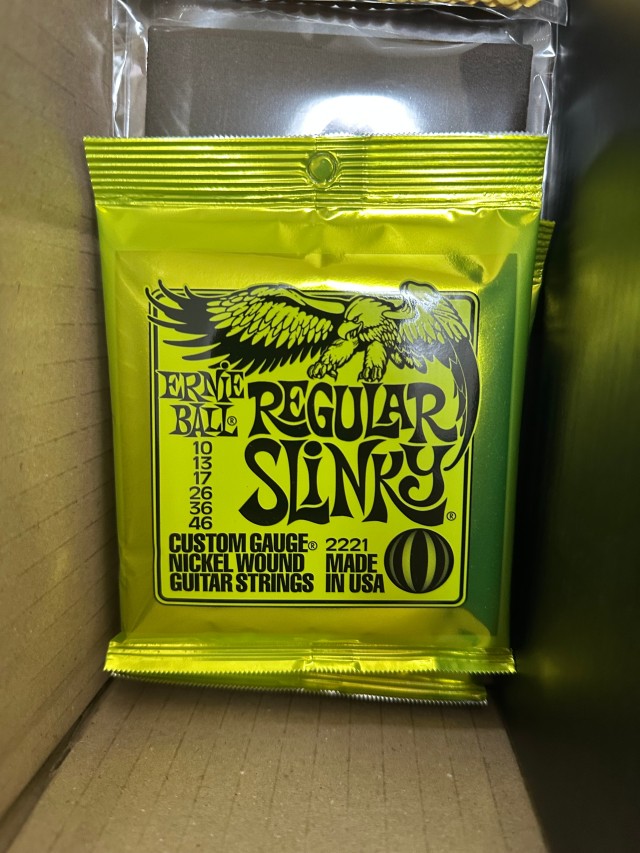 ERNiE
BALL®
REGULAR
SLiNKY®
10
13
17
26
36
46
CUSTOM GAUGE®
NICKEL WOUND
GUITAR STRINGS
2221
MADE
IN USA